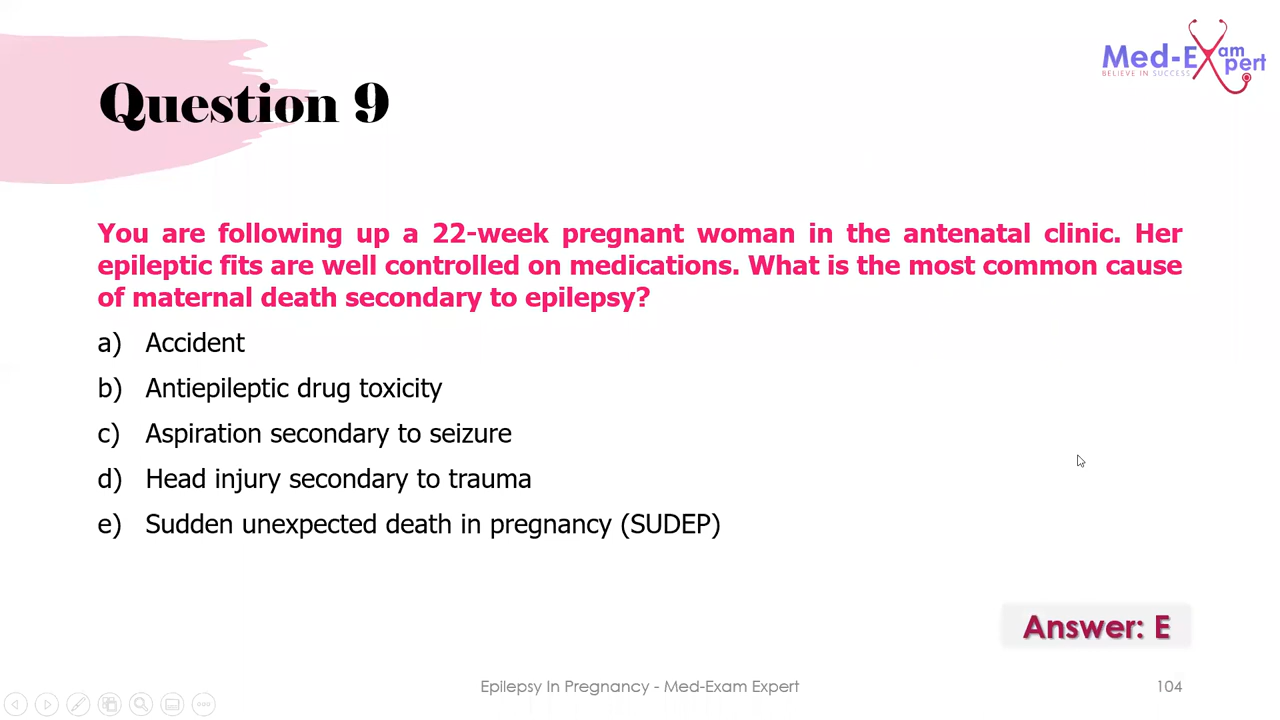 Med-Exam Expert
BELIEVE IN SUCCESS
Question 9
You are following up a 22-week pregnant woman in the antenatal clinic. Her
epileptic fits are well controlled on medications. What is the most common cause
of maternal death secondary to epilepsy?
a) Accident
b) Antiepileptic drug toxicity
c) Aspiration secondary to seizure
d) Head injury secondary to trauma
e) Sudden unexpected death in pregnancy (SUDEP)
Answer: E
Epilepsy In Pregnancy - Med-Exam Expert
104